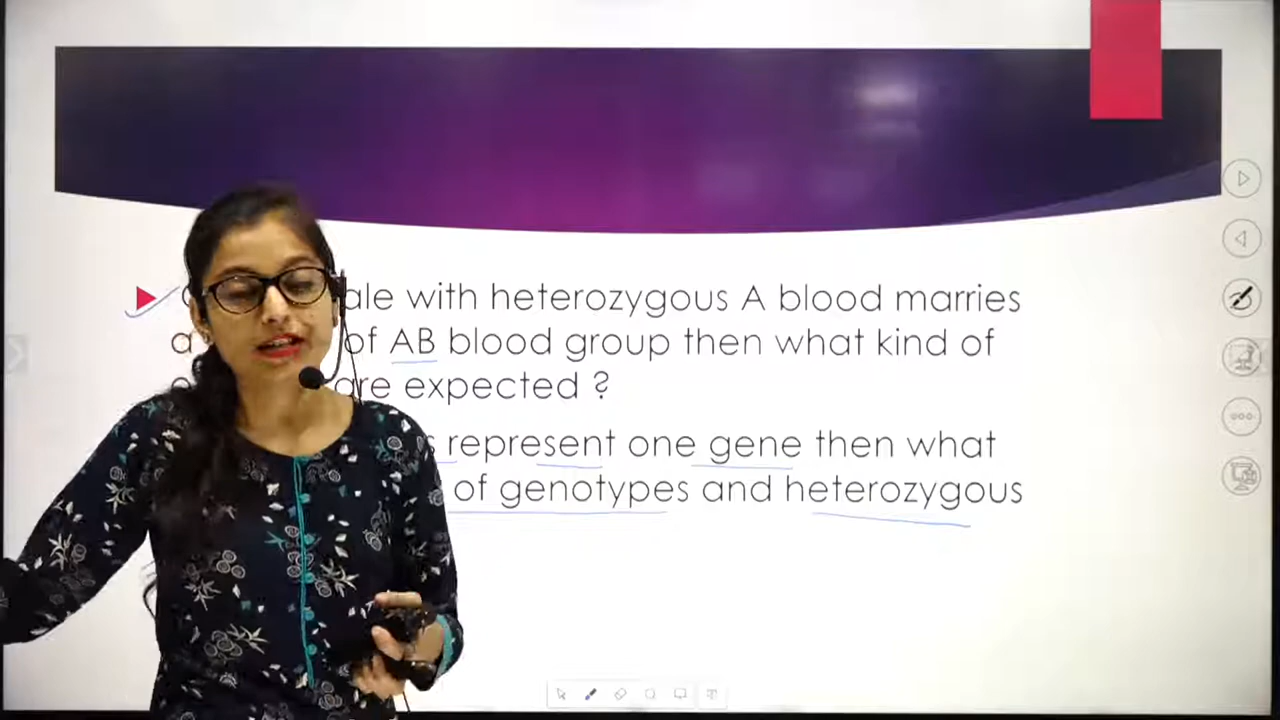 with heterozygous A blood marries
of AB blood group then what kind of
are expected ?
represent one gene then what
of genotypes and heterozygous